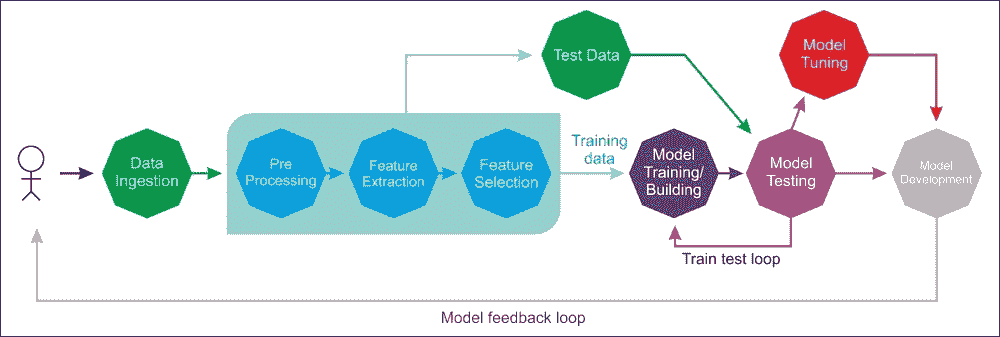 Test Data
Model
Tuning
Data
Ingestion
Pre
Processing
Feature
Extraction
Feature
Selection
Training
data
Model
Training/
Building
Model
Testing
Model
Development
Train test loop
Model feedback loop